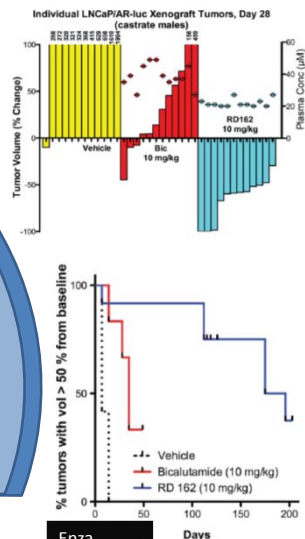 Individual LNCaP/AR-luc Xenograft Tumors, Day 28
(castrate males)
Tumor Volume (% Change)
100
50
0
-50
-100
Vehicle
Bic
10 mg/kg
158
459
RD162
10 mg/kg
60
40
20
0
Plasma Conc (µM)
% tumors with vol > 50 % from baseline
100
50
0
Vehicle
Bicalutamide (10 mg/kg)
RD 162 (10 mg/kg)
0 50 100 150 200
Days
Enza